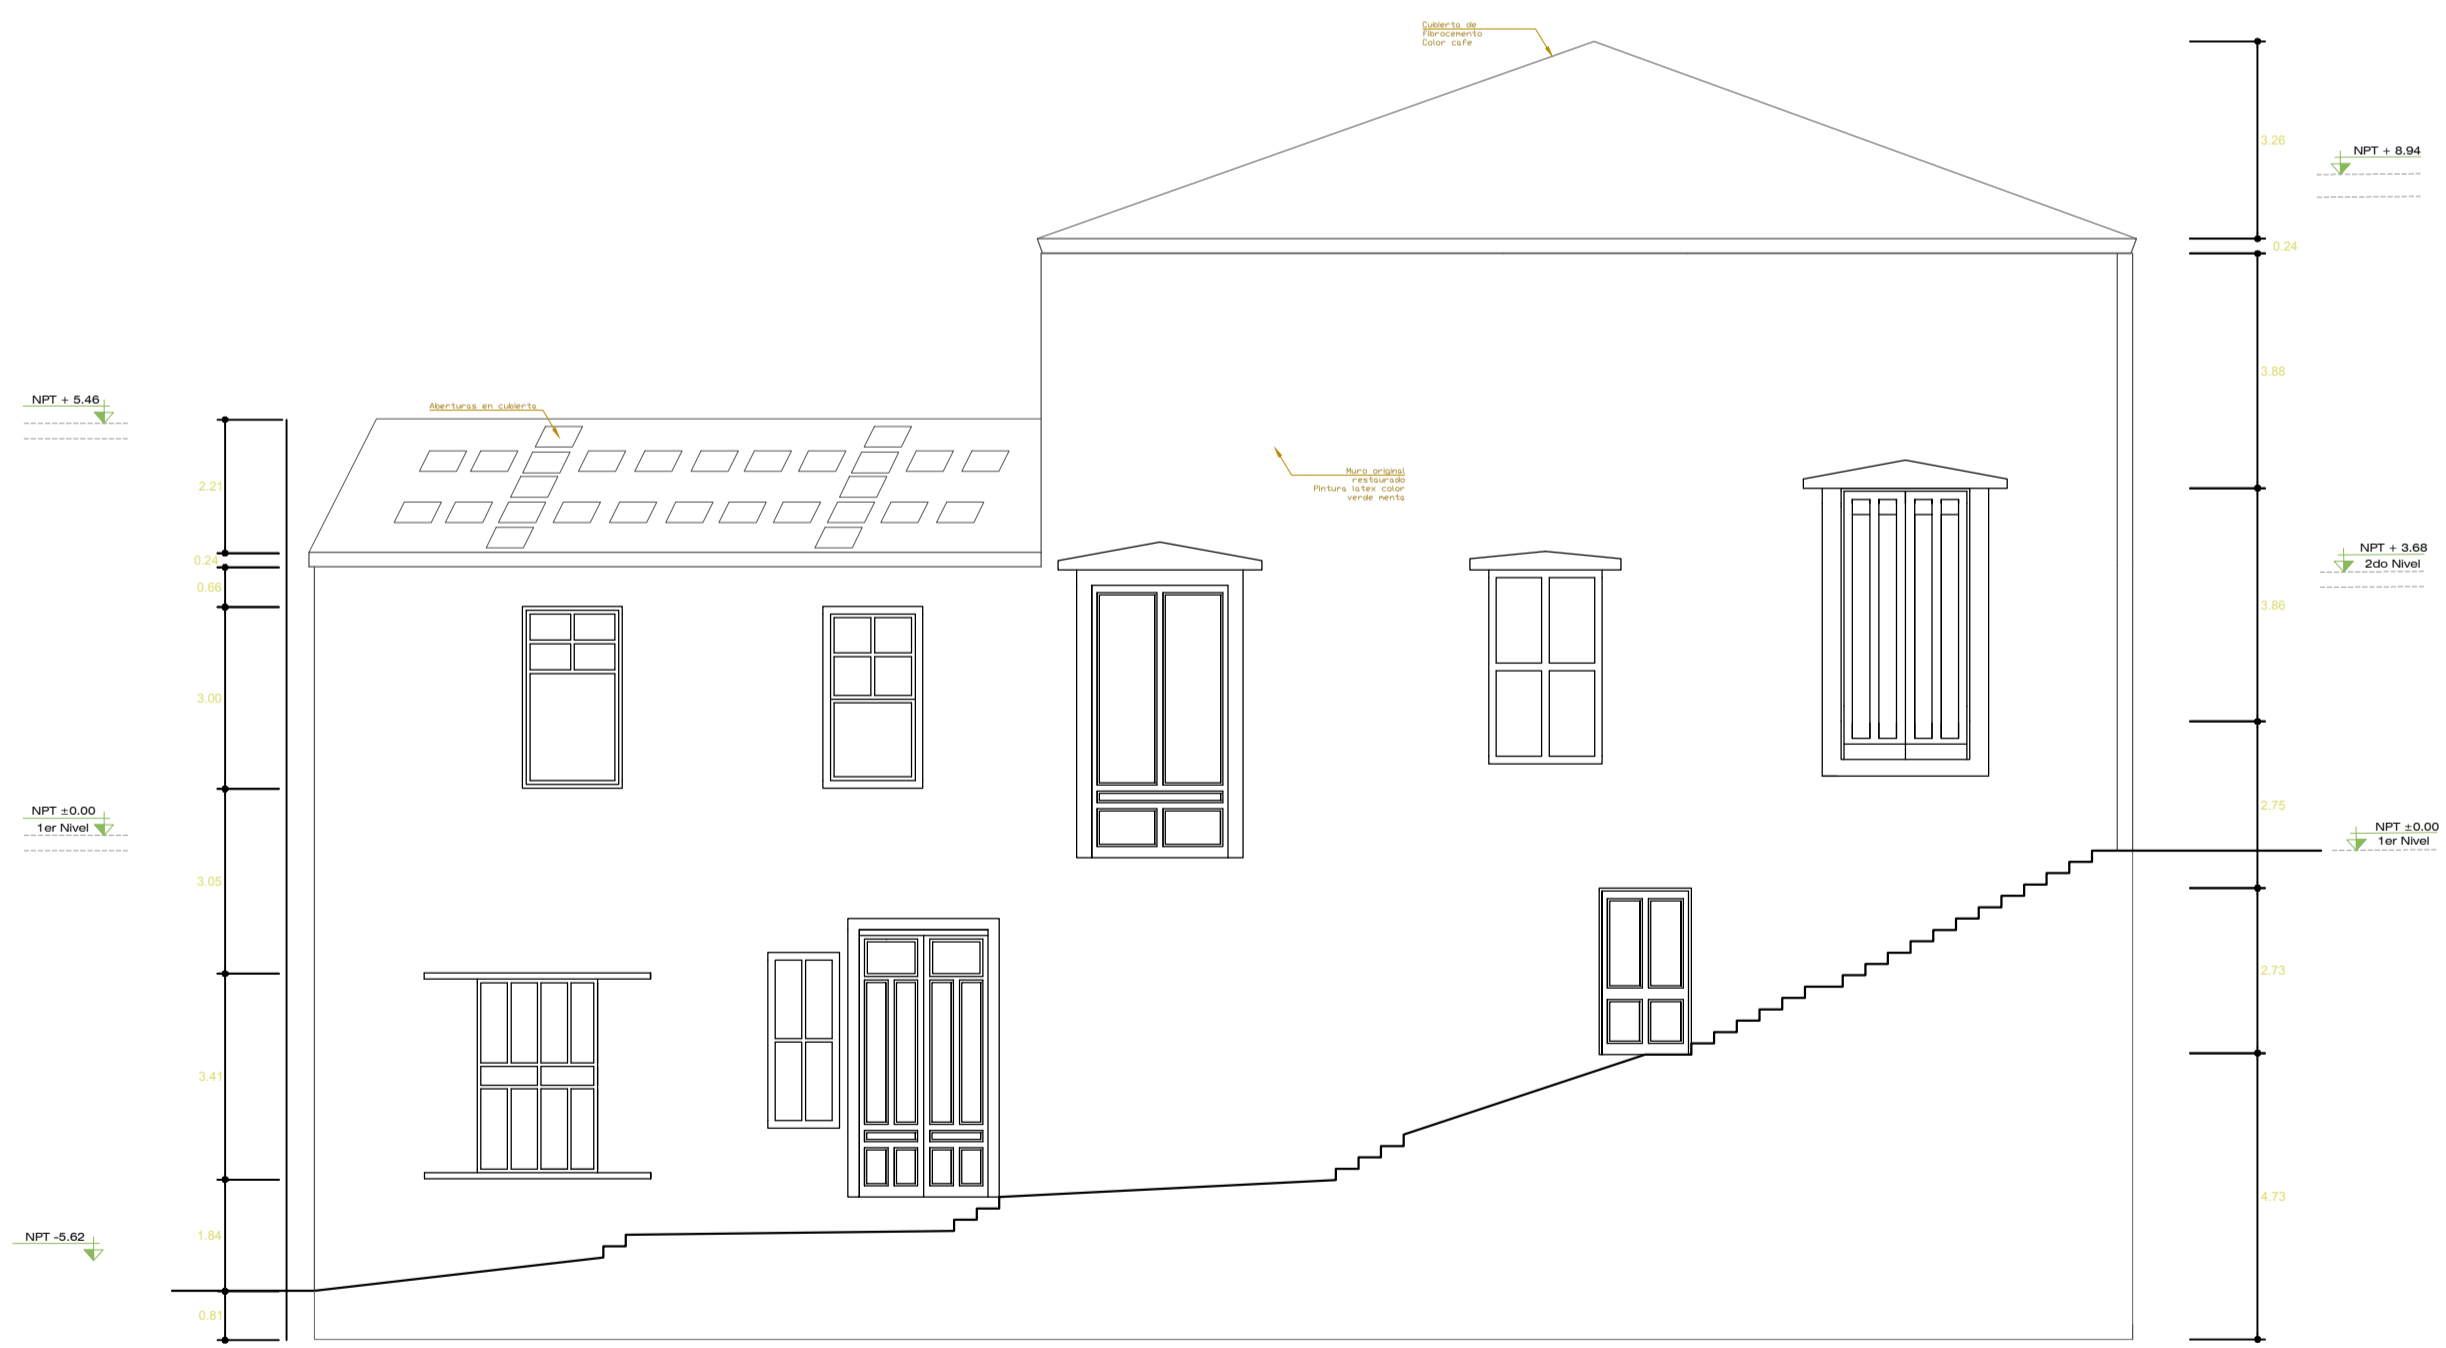 Cubierta de
Fibrocemento
Color cafe
3.26
NPT + 8.94
0.24
3.88
NPT + 5.46
Aberturas en cubierta
Muro original
restaurado
Pintura latex color
verde menta
2.21
0.24
0.66
NPT + 3.68
2do Nivel
3.86
3.00
NPT ±0.00
1er Nivel
2.75
NPT ±0.00
1er Nivel
3.05
2.73
3.41
4.73
NPT -5.62
1.84
0.81